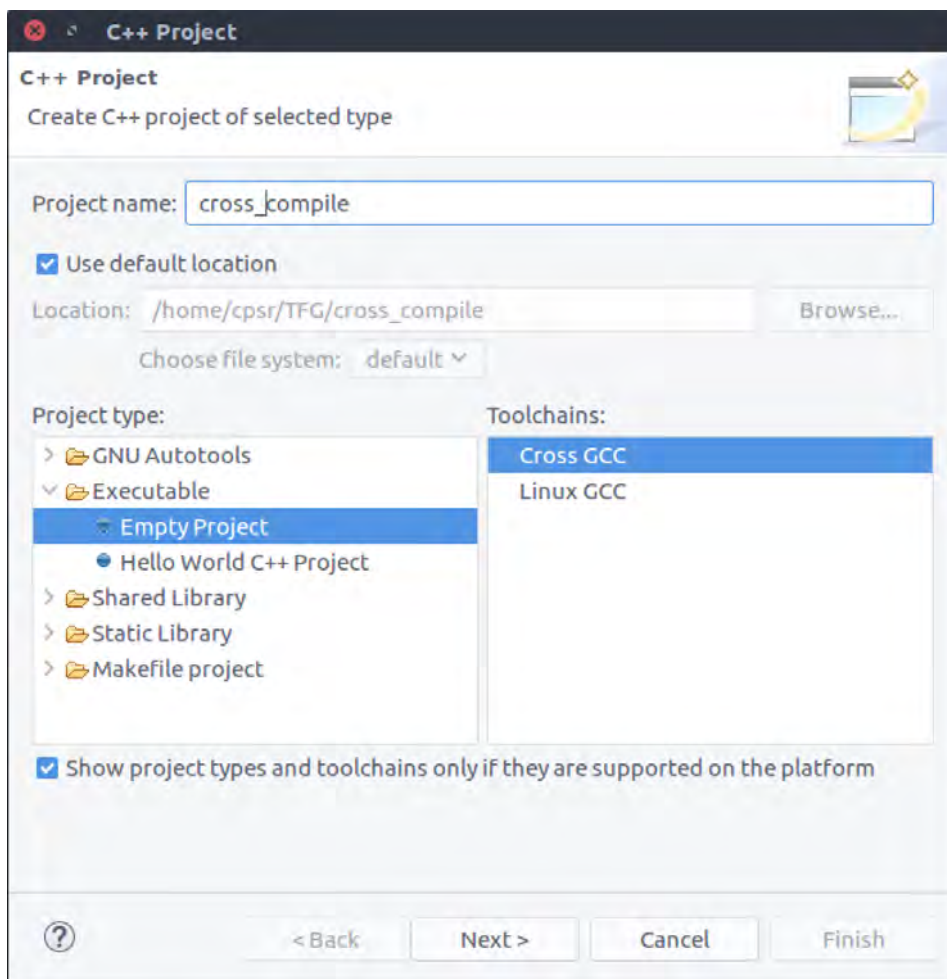 C++ Project
C++ Project
Create C++ project of selected type
Project name: cross_compile
Use default location
Location: /home/cpsr/TFG/cross_compile Browse...
Choose file system: default
Project type: Toolchains:
GNU Autotools Cross GCC
Executable Linux GCC
Empty Project
Hello World C++ Project
Shared Library
Static Library
Makefile project
Show project types and toolchains only if they are supported on the platform
? < Back Next > Cancel Finish